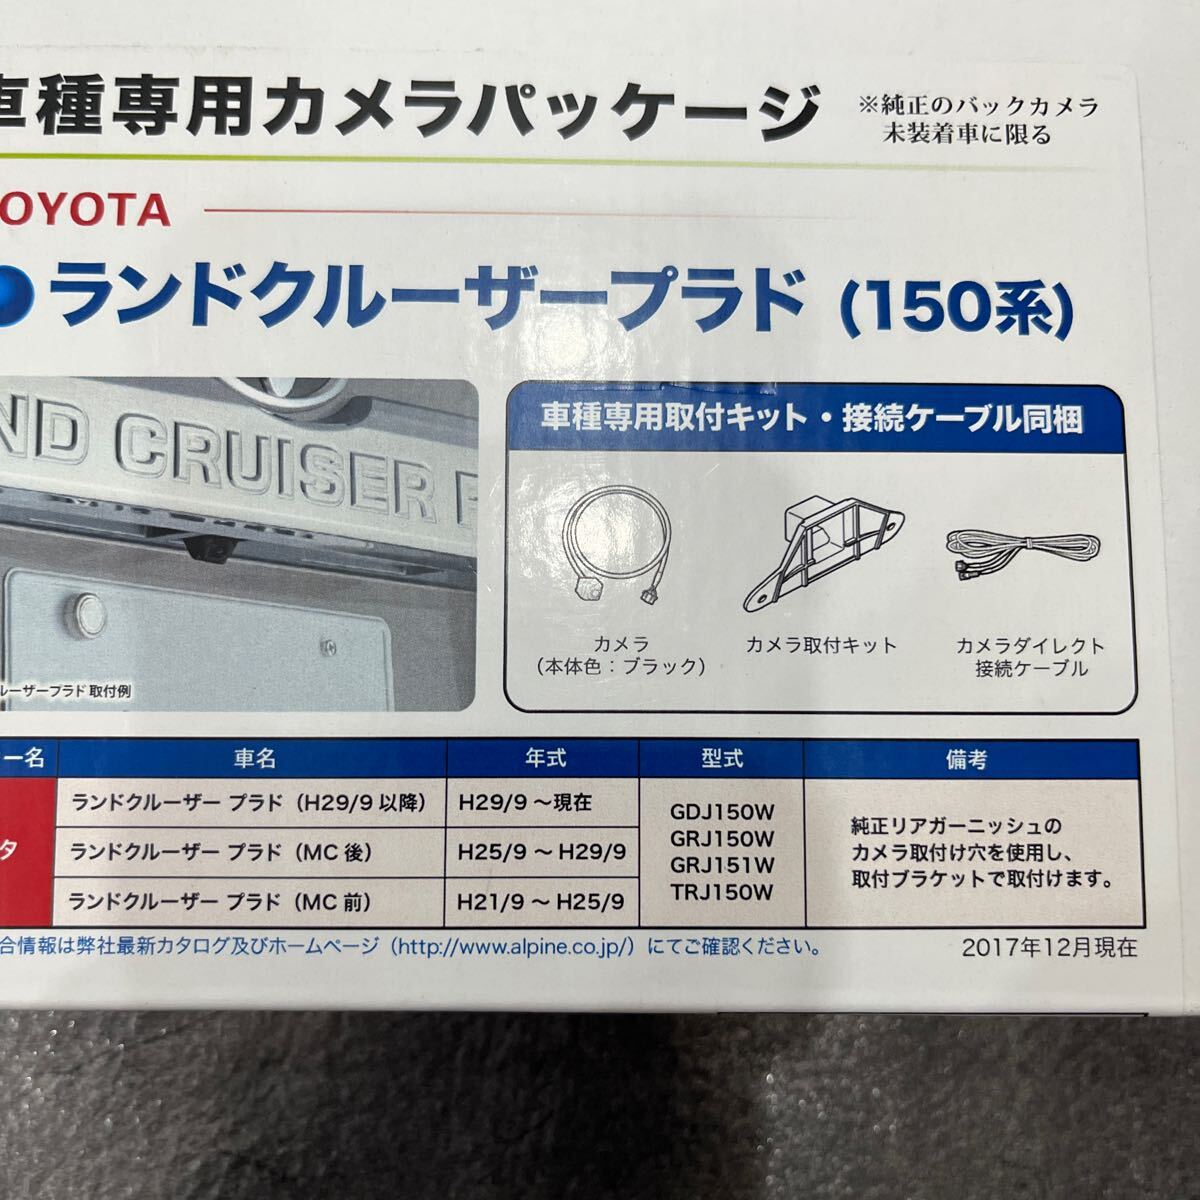 車種専用カメラパッケージ
※純正のバックカメラ
未装着車に限る
OYOTA
ランドクルーザープラド (150系)
ND CRUISER P
ルーザープラド 取付例
車種専用取付キット・接続ケーブル同梱
カメラ
(本体色：ブラック)
カメラ取付キット
カメラダイレクト
接続ケーブル
ー名 車名 年式 型式 備考
タ
ランドクルーザー プラド（H29/9 以降） H29/9 〜現在
ランドクルーザー プラド（MC 後） H25/9 〜 H29/9
ランドクルーザー プラド（MC 前） H21/9 〜 H25/9
GDJ150W
GRJ150W
GRJ151W
TRJ150W
純正リアガーニッシュの
カメラ取付け穴を使用し、
取付ブラケットで取付けます。
合情報は弊社最新カタログ及びホームページ（http://www.alpine.co.jp/）にてご確認ください。
2017年12月現在